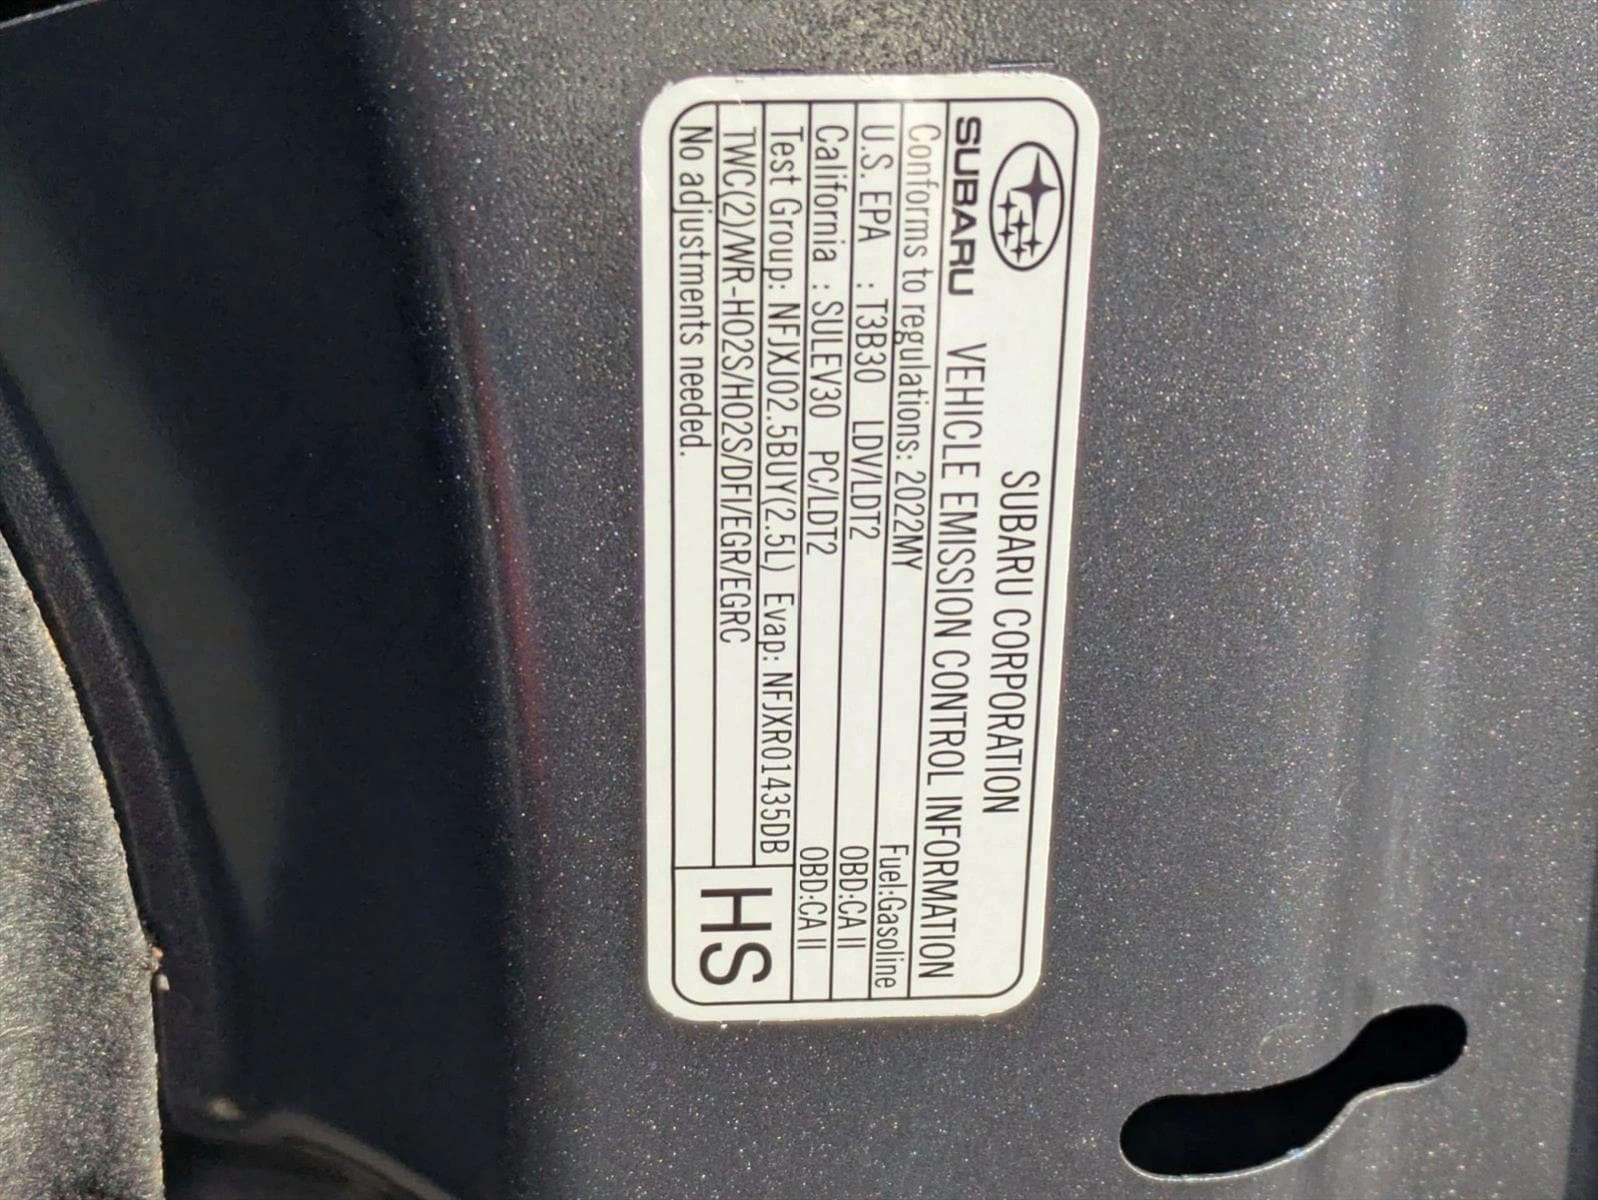 SUBARU CORPORATION
SUBARU VEHICLE EMISSION CONTROL INFORMATION
Conforms to regulations: 2022MY Fuel:Gasoline
U.S. EPA : T3B30 LDV/LDT2 OBD:CA II
California : SULEV30 PC/LDT2 OBD:CA II
Test Group: NFJXJ02.5BUY(2.5L) Evap: NFJXR01435DB
TWC(2)/WR-HO2S/HO2S/DFI/EGR/EGRC
No adjustments needed.
HS